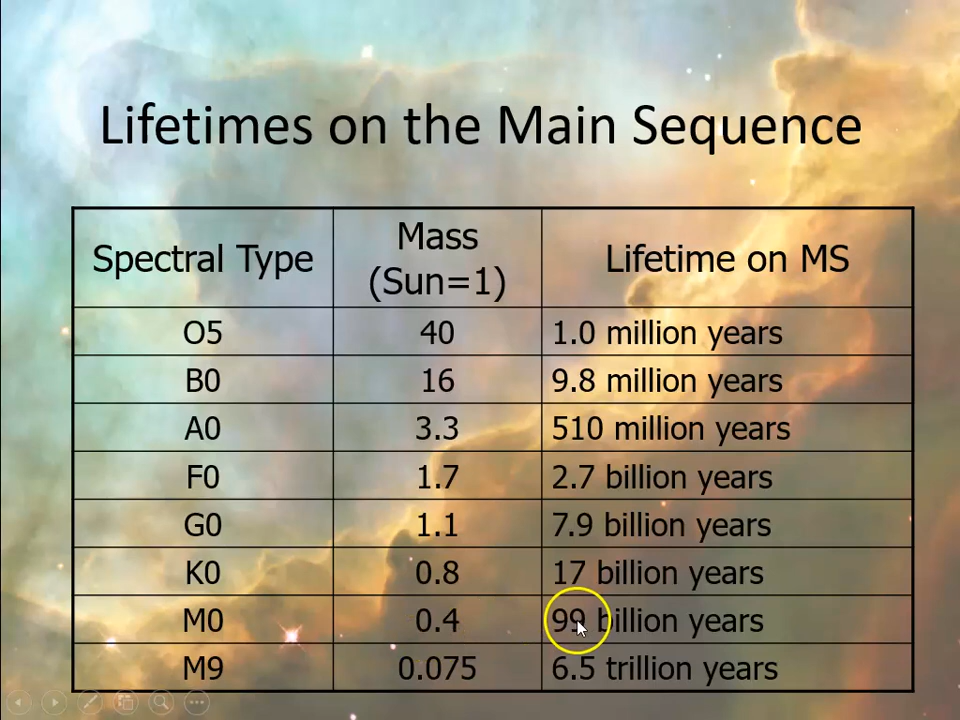 Lifetimes on the Main Sequence
Spectral Type
Mass
(Sun=1)
Lifetime on MS
O5 40 1.0 million years
B0 16 9.8 million years
A0 3.3 510 million years
F0 1.7 2.7 billion years
G0 1.1 7.9 billion years
K0 0.8 17 billion years
M0 0.4 99 billion years
M9 0.075 6.5 trillion years